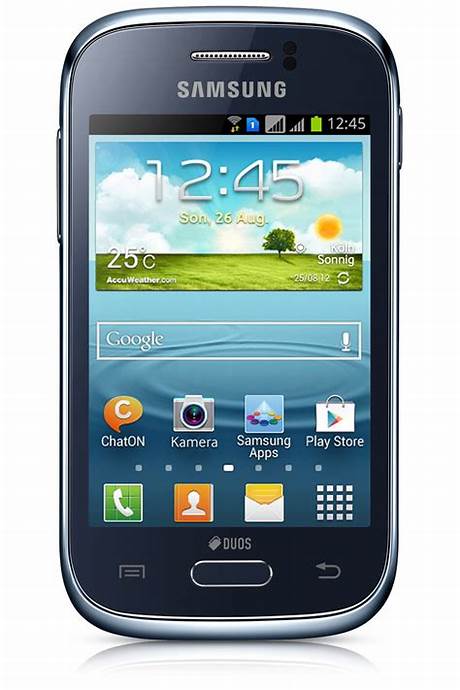 SAMSUNG
1
12:45
12:45
Son, 26 Aug.
25°C
Köln
Sonnig
AccuWeather.com
25/08/12
Google
ChatON
Kamera
Samsung Apps
Play Store
DUOS